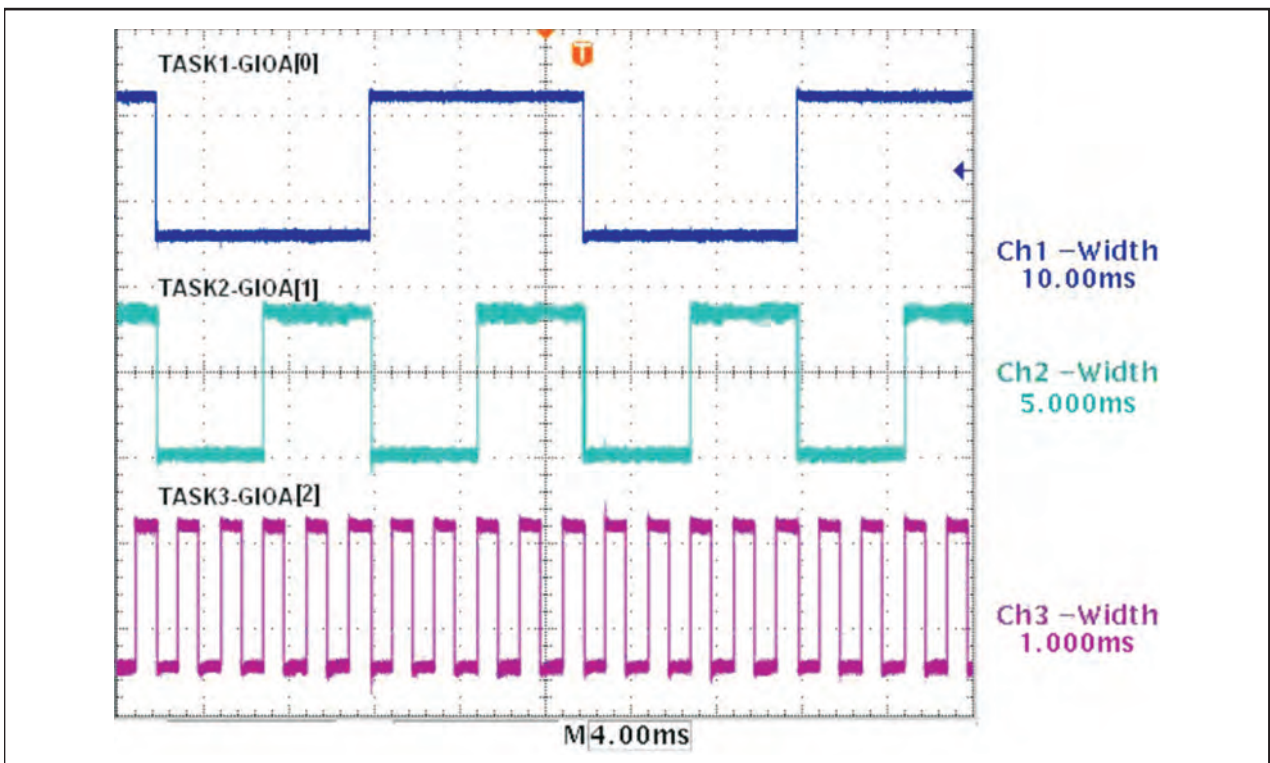 T
TASK1-GIOA[0]
Ch1 –Width
10.00ms
TASK2-GIOA[1]
Ch2 –Width
5.000ms
TASK3-GIOA[2]
Ch3 –Width
1.000ms
M4.00ms